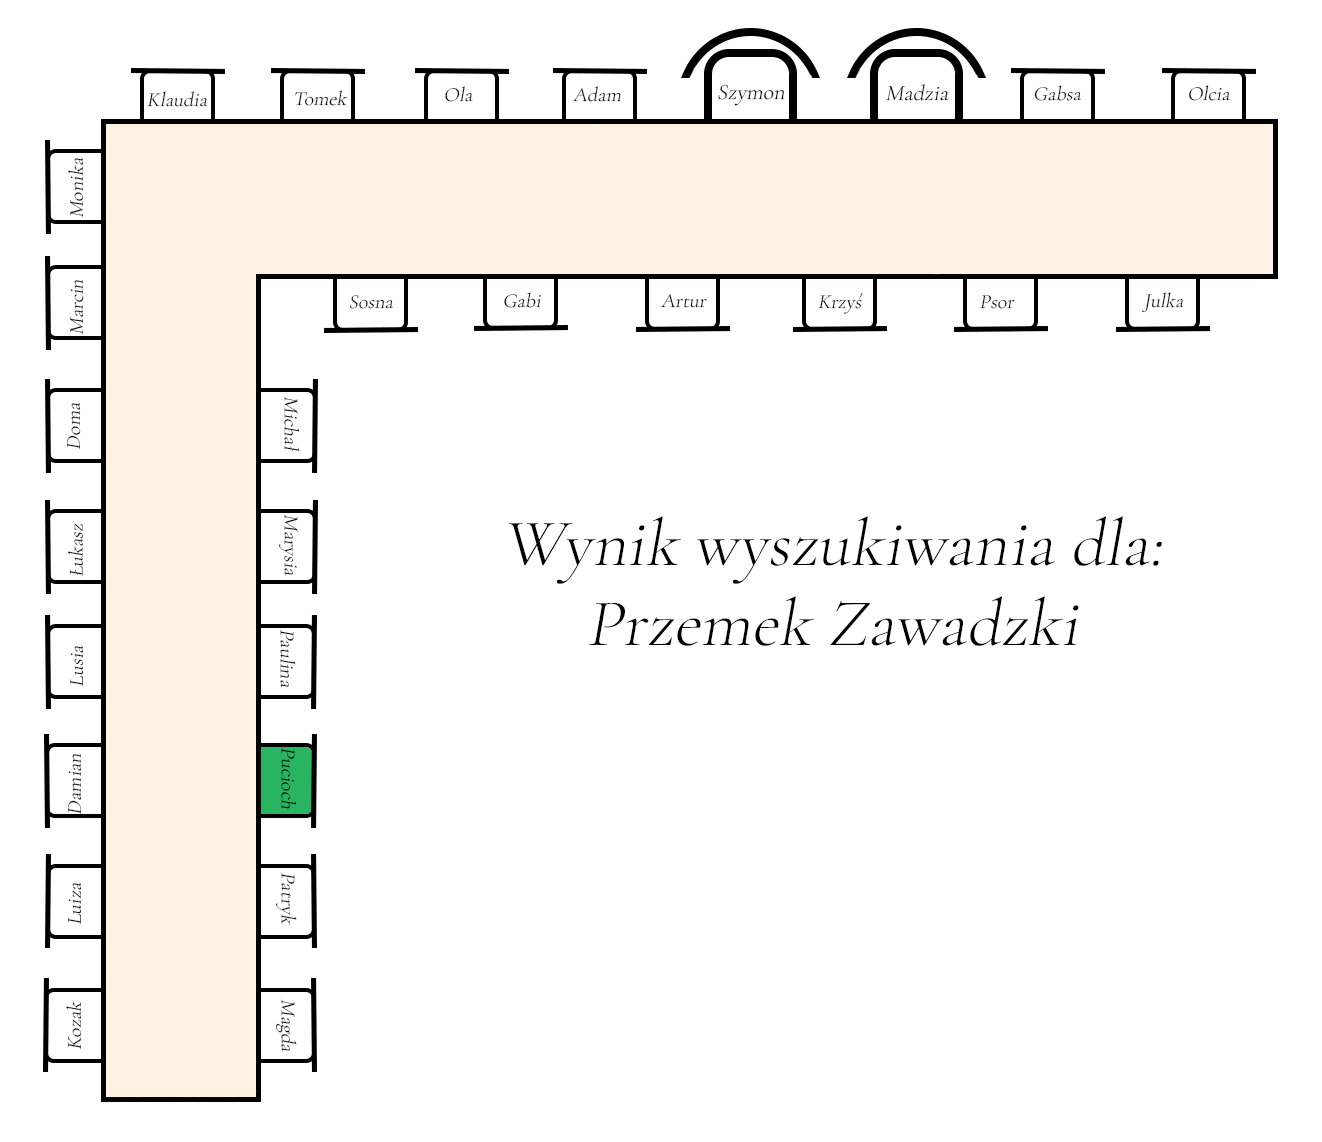 Klaudia
Tomek
Ola
Adam
Szymon
Madzia
Gabsa
Olcia
Monika
Marcin
Doma
Łukasz
Lusia
Damian
Luiza
Kozak
Sosna
Gabi
Artur
Krzyś
Psor
Julka
Michał
Marysia
Paulina
Pucioch
Patryk
Magda
Wynik wyszukiwania dla:
Przemek Zawadzki